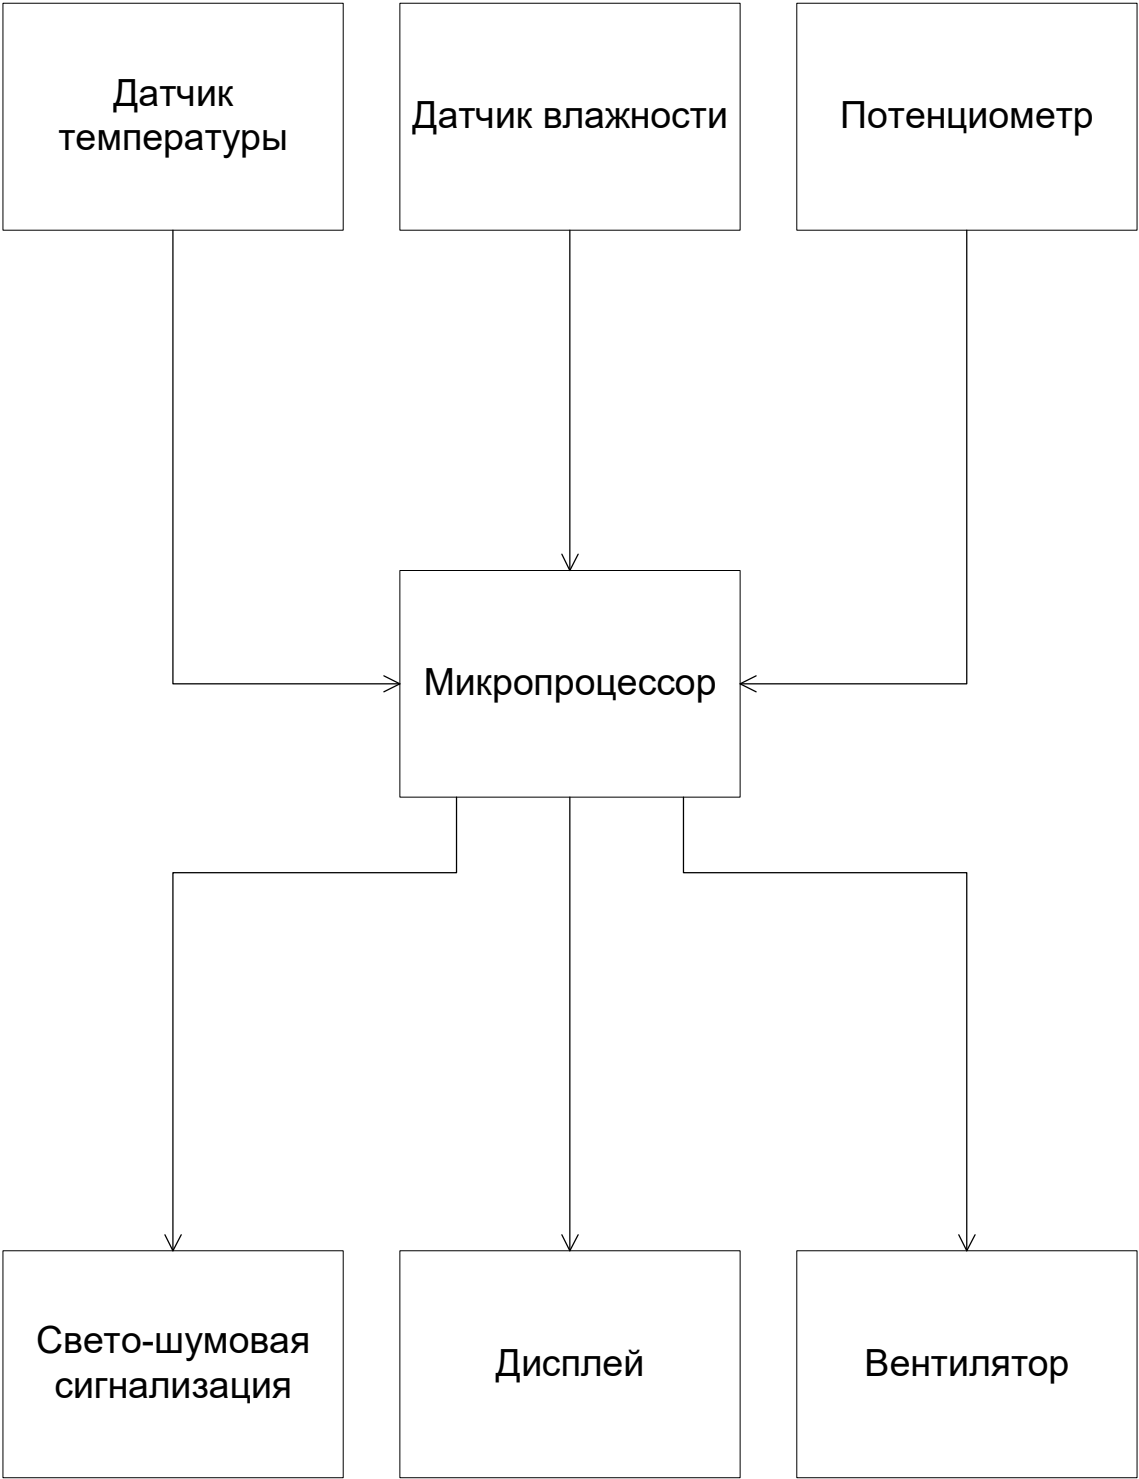 Датчик
температуры
Датчик влажности
Потенциометр
Микропроцессор
Свето-шумовая
сигнализация
Дисплей
Вентилятор